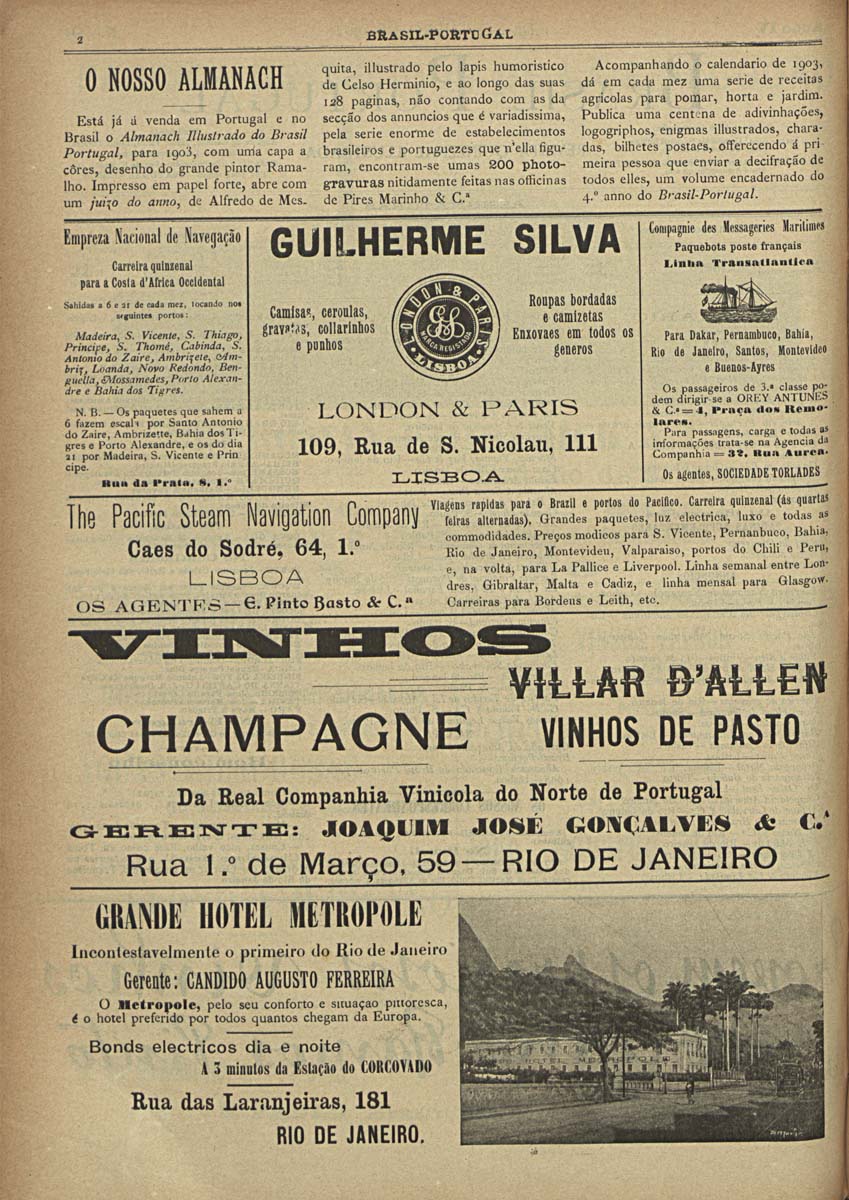 2
BRASIL-PORTUGAL
O NOSSO ALMANACH
Está já á venda em Portugal e no
Brasil o Almanach Illustrado do Brasil
Portugal, para 1903, com uma capa a
côres, desenho do grande pintor Rama-
lho. Impresso em papel forte, abre com
um juizo do anno, de Alfredo de Mes-
quita, illustrado pelo lapis humoristico
de Celso Herminio, e ao longo das suas
128 paginas, não contando com as da
secção dos annuncios que é variadissima,
pela serie enorme de estabelecimentos
brasileiros e portuguezes que n'ella figu-
ram, encontram-se umas 200 photo-
gravuras nitidamente feitas nas officinas
de Pires Marinho & C.ª
Acompanhando o calendario de 1903,
dá em cada mez uma serie de receitas
agricolas para pomar, horta e jardim.
Publica uma centena de adivinhações,
logogriphos, enigmas illustrados, chara-
das, bilhetes postaes, offerecendo á pri
meira pessoa que enviar a decifração de
todos elles, um volume encadernado do
4.º anno do Brasil-Portugal.
Empreza Nacional de Navegação
Carreira quinzenal
para a Costa d'Africa Occidental
Sahidas a 6 e 21 de cada mez, tocando nos
seguintes portos:
Madeira, S. Vicente, S. Thiago,
Principe, S. Thomé, Cabinda, S.
Antonio do Zaire, Ambrizete, Am-
briz, Loanda, Novo Redondo, Ben-
guella, Mossamedes, Porto Alexan-
dre e Bahia dos Tigres.
N. B. — Os paquetes que sahem a
6 fazem escala por Santo Antonio
do Zaire, Ambrizette, Bahia dos Ti-
gres e Porto Alexandre, e os do dia
21 por Madeira, S. Vicente e Prin
cipe.
Rua da Prata, 8, 1.º
GUILHERME SILVA
Camisas, ceroulas,
gravatas, collarinhos
e punhos
LONDON & PARIS
MARCA REGISTADA
LISBOA
Roupas bordadas
e camizetas
Enxovaes em todos os
generos
LONDON & PARIS
109, Rua de S. Nicolau, 111
LISBOA
Compagnie des Messageries Maritimes
Paquebots poste français
Linha Transatlantica
Para Dakar, Pernambuco, Bahia,
Rio de Janeiro, Santos, Montevideo
e Buenos-Ayres
Os passageiros de 3.ª classe po-
dem dirigir-se a OREY ANTUNES
& C.ª = 4, Praça dos Remo-
lares.
Para passagens, carga e todas as
informações trata-se na Agencia da
Companhia = 32, Rua Aurea.
Os agentes, SOCIEDADE TORLADES
The Pacific Steam Navigation Company
Caes do Sodré, 64, 1.º
LISBOA
OS AGENTES — E. Pinto Basto & C.ª
Viagens rapidas para o Brazil e portos do Pacifico. Carreira quinzenal (ás quartas
feiras alternadas). Grandes paquetes, luz electrica, luxo e todas as
commodidades. Preços modicos para S. Vicente, Pernambuco, Bahia,
Rio de Janeiro, Montevideu, Valparaiso, portos do Chili e Peru,
e, na volta, para La Pallice e Liverpool. Linha semanal entre Lon-
dres, Gibraltar, Malta e Cadiz, e linha mensal para Glasgow.
Carreiras para Bordeus e Leith, etc.
VINHOS
VILLAR D'ALLEN
CHAMPAGNE
VINHOS DE PASTO
Da Real Companhia Vinicola do Norte de Portugal
GERENTE: JOAQUIM JOSÉ GONÇALVES & C.ª
Rua 1.º de Março, 59 — RIO DE JANEIRO
GRANDE HOTEL METROPOLE
Incontestavelmente o primeiro do Rio de Janeiro
Gerente: CANDIDO AUGUSTO FERREIRA
O Metropole, pelo seu conforto e situação pittoresca,
é o hotel preferido por todos quantos chegam da Europa.
Bonds electricos dia e noite
A 3 minutos da Estação do CORCOVADO
Rua das Laranjeiras, 181
RIO DE JANEIRO.
HOTEL METROPOLE